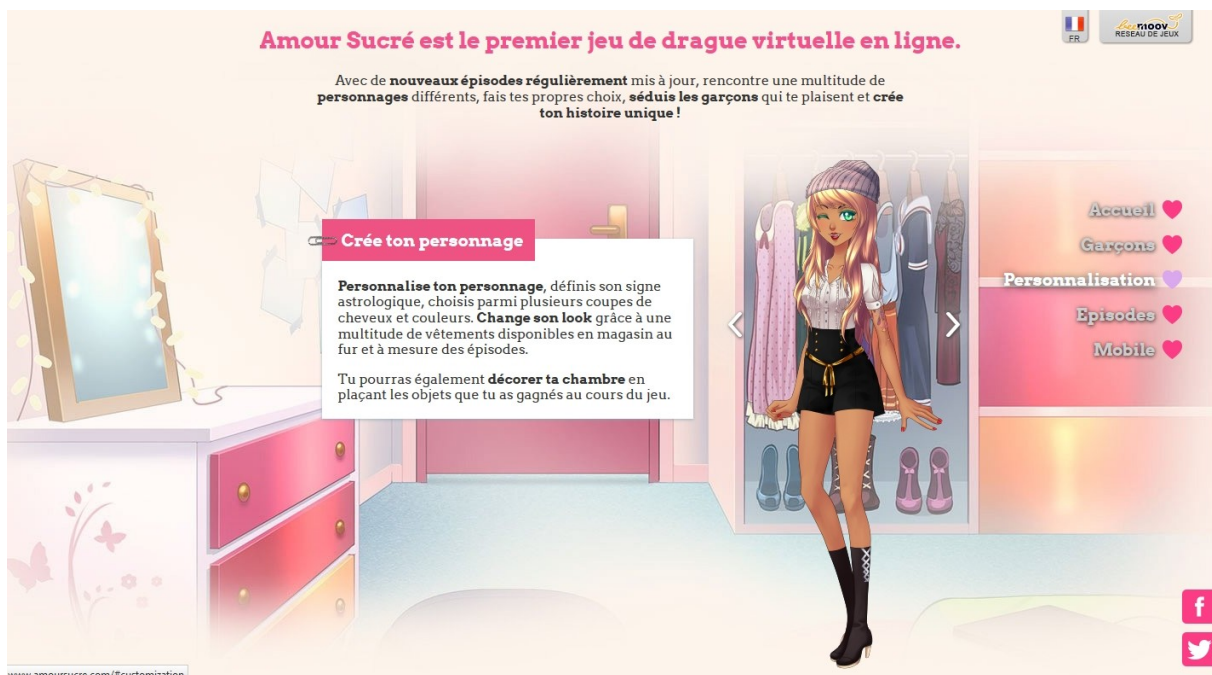 Amour Sucré est le premier jeu de drague virtuelle en ligne.
FR
beemoov
RESEAU DE JEUX
Avec de nouveaux épisodes régulièrement mis à jour, rencontre une multitude de
personnages différents, fais tes propres choix, séduis les garçons qui te plaisent et crée
ton histoire unique !
Crée ton personnage
Personnalise ton personnage, définis son signe
astrologique, choisis parmi plusieurs coupes de
cheveux et couleurs. Change son look grâce à une
multitude de vêtements disponibles en magasin au
fur et à mesure des épisodes.
Tu pourras également décorer ta chambre en
plaçant les objets que tu as gagnés au cours du jeu.
Accueil
Garçons
Personnalisation
Episodes
Mobile
f
www.amoursucre.com/#customization